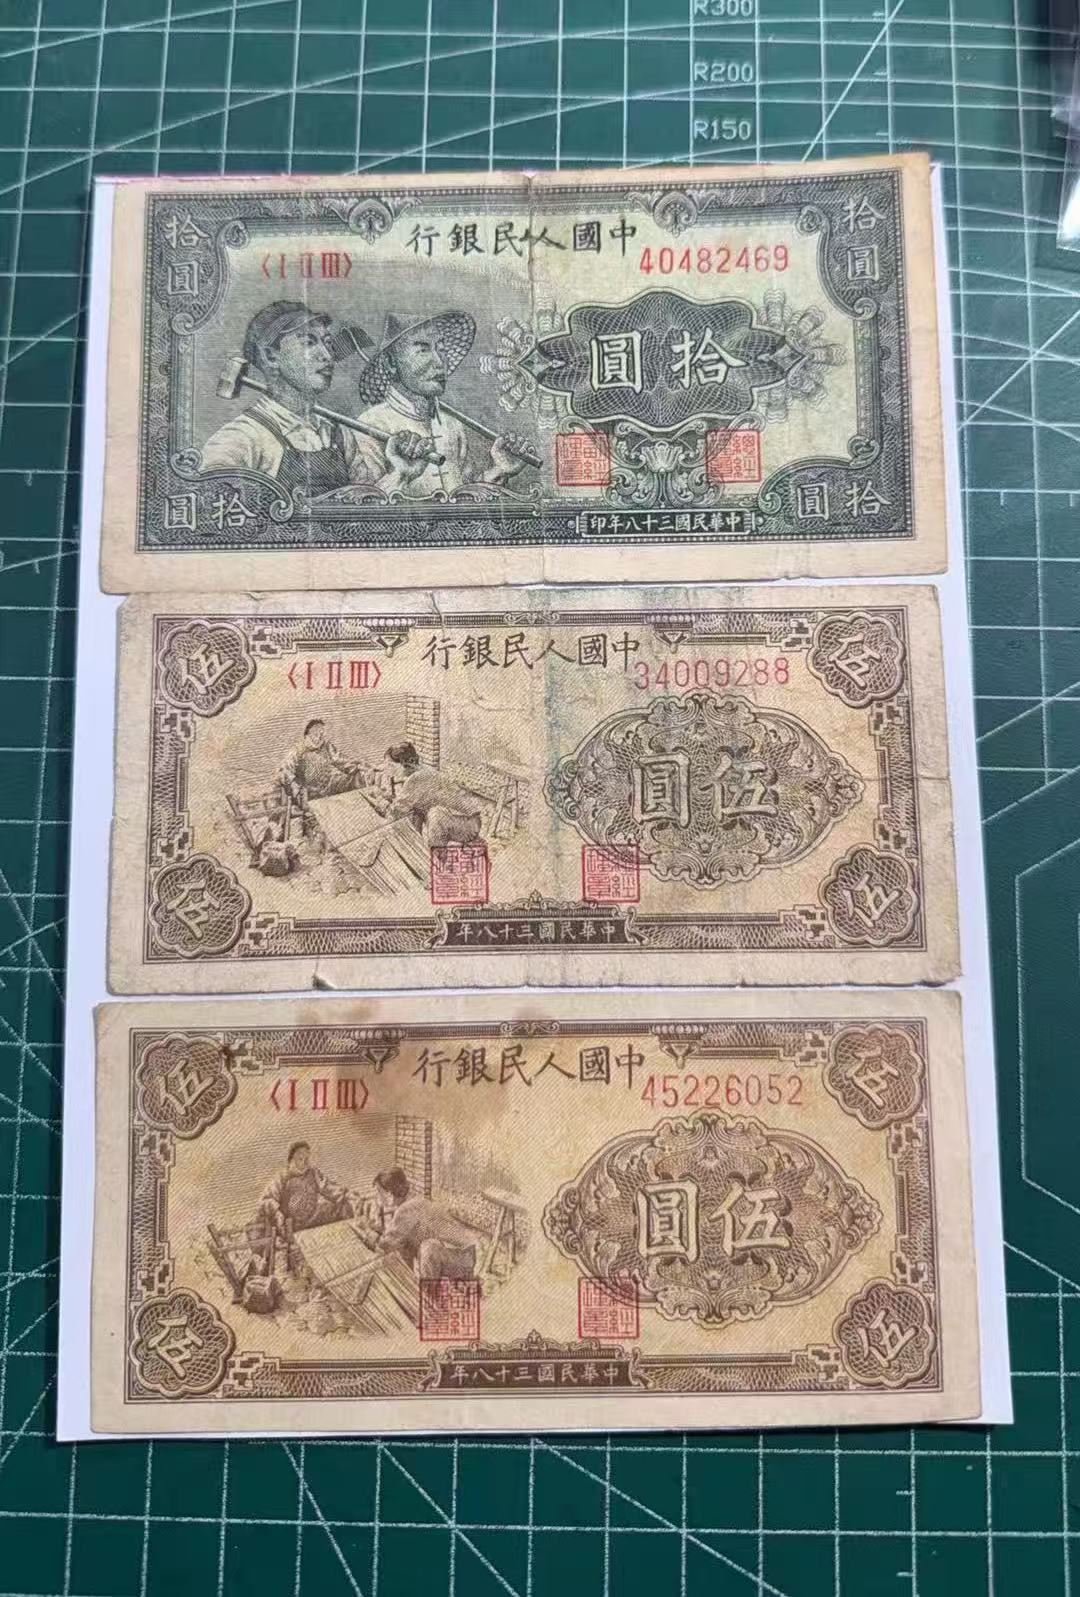 R300
R200
R150
中國人民銀行
拾圓
拾圓
〈I II III〉
40482469
拾圓
拾圓
拾圓
中華民國三十八年印
中國人民銀行
伍
伍
〈I II III〉
34009288
伍圓
伍
伍
中華民國三十八年
中國人民銀行
伍
伍
〈I II III〉
45226052
伍圓
伍
伍
中華民國三十八年